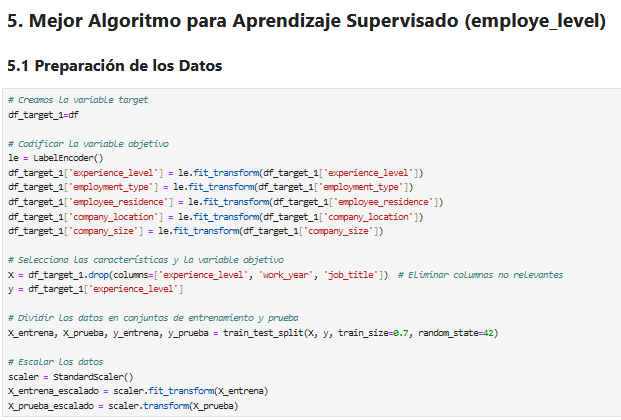 5. Mejor Algoritmo para Aprendizaje Supervisado (employe_level)
5.1 Preparación de los Datos
# Creamos la variable target
df_target_1=df
# Codificar la variable objetivo
le = LabelEncoder()
df_target_1['experience_level'] = le.fit_transform(df_target_1['experience_level'])
df_target_1['employment_type'] = le.fit_transform(df_target_1['employment_type'])
df_target_1['employee_residence'] = le.fit_transform(df_target_1['employee_residence'])
df_target_1['company_location'] = le.fit_transform(df_target_1['company_location'])
df_target_1['company_size'] = le.fit_transform(df_target_1['company_size'])
# Selecciona las características y la variable objetivo
X = df_target_1.drop(columns=['experience_level', 'work_year', 'job_title'])  # Eliminar columnas no relevantes
y = df_target_1['experience_level']
# Dividir los datos en conjuntos de entrenamiento y prueba
X_entrena, X_prueba, y_entrena, y_prueba = train_test_split(X, y, train_size=0.7, random_state=42)
# Escalar los datos
scaler = StandardScaler()
X_entrena_escalado = scaler.fit_transform(X_entrena)
X_prueba_escalado = scaler.transform(X_prueba)